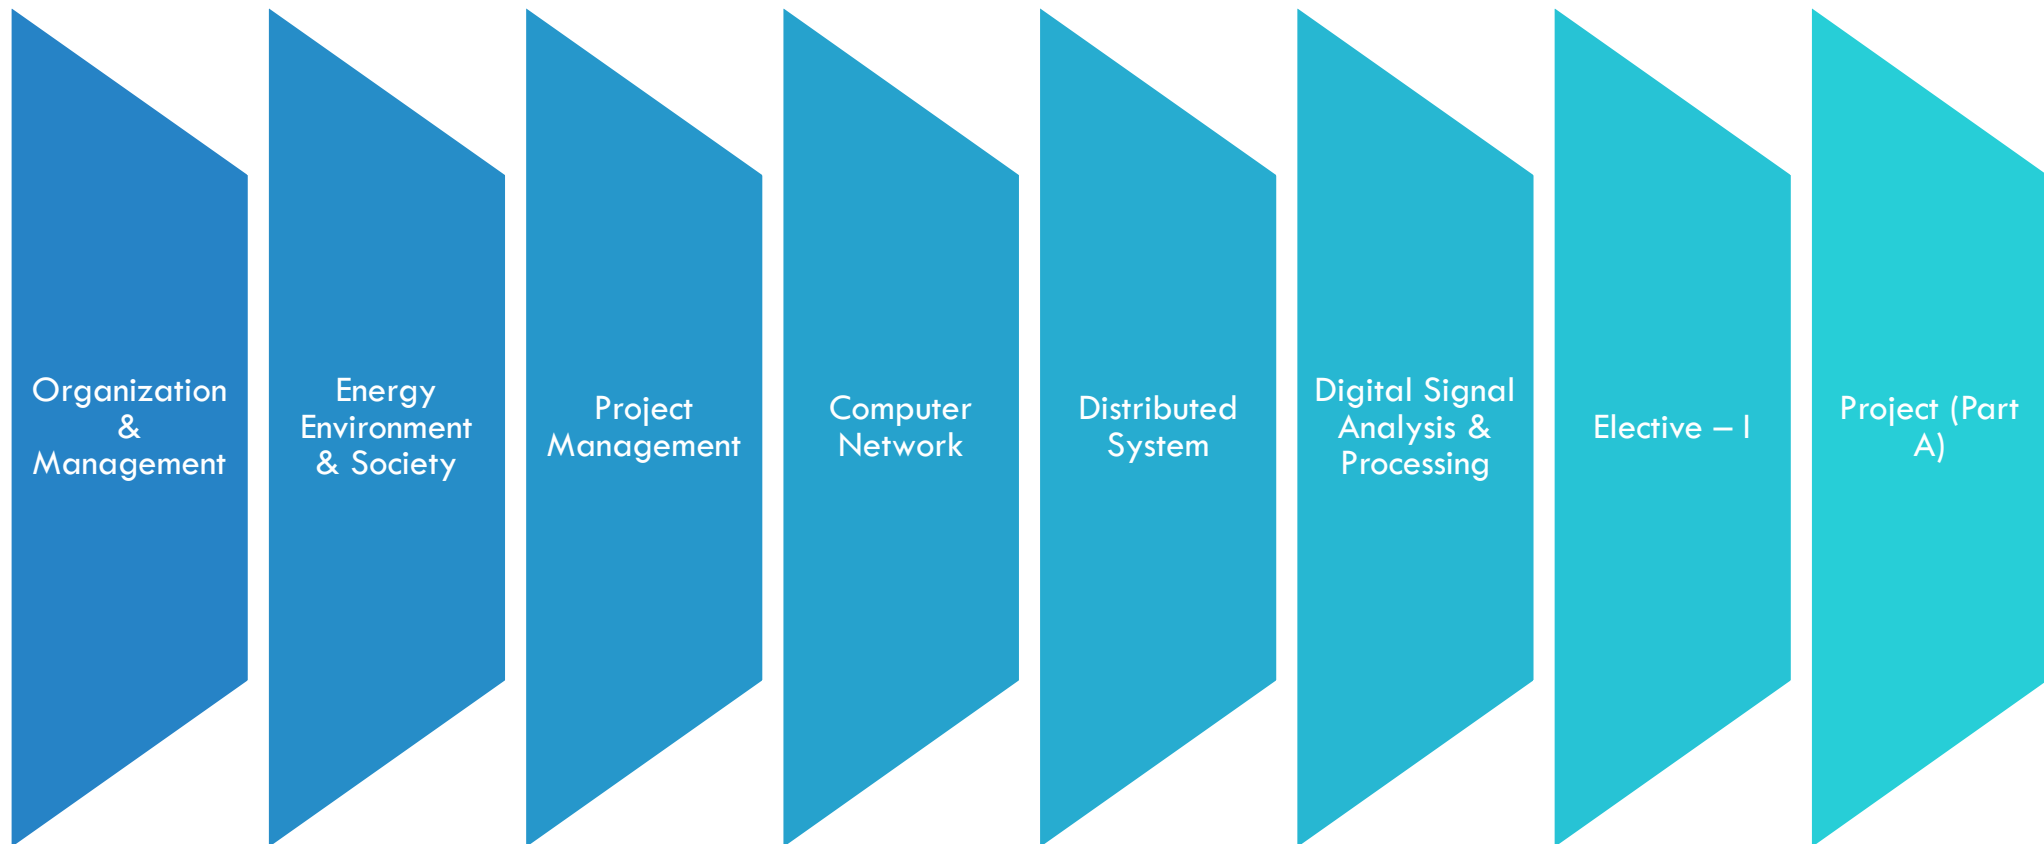 Organization
&
Management
Energy
Environment
& Society
Project
Management
Computer
Network
Distributed
System
Digital Signal
Analysis &
Processing
Elective – I
Project (Part
A)